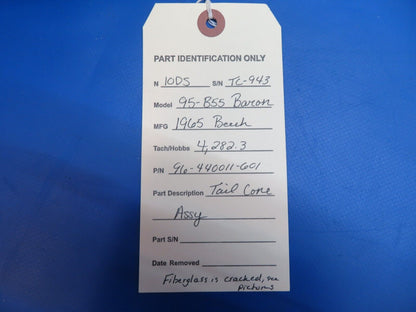 PART IDENTIFICATION ONLY
N 10DS S/N TC-943
Model 95-B55 Baron
MFG 1965 Beech
Tach/Hobbs 4,282.3
P/N 96-440011-601
Part Description Tail Cone
Assy
Part S/N
Date Removed
Fiberglass is cracked, see
pictures